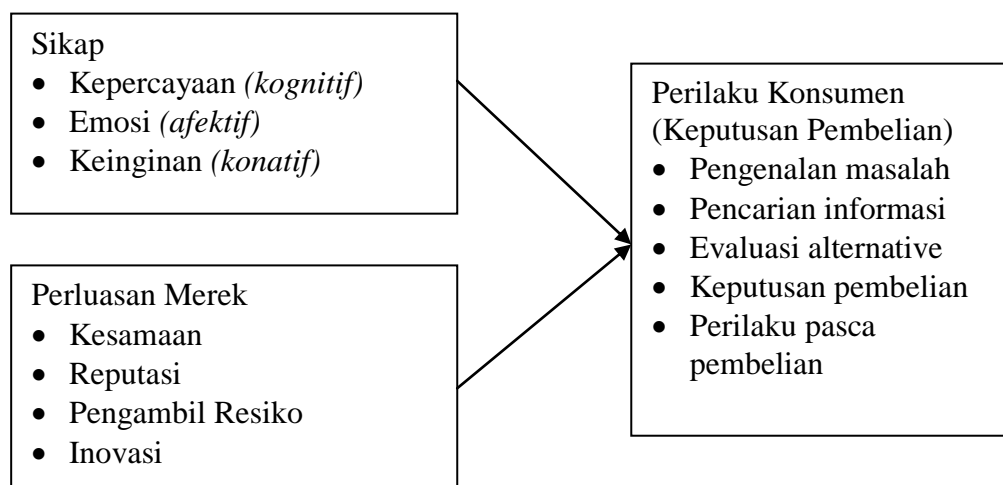 Sikap
• Kepercayaan (kognitif)
• Emosi (afektif)
• Keinginan (konatif)
Perluasan Merek
• Kesamaan
• Reputasi
• Pengambil Resiko
• Inovasi
Perilaku Konsumen
(Keputusan Pembelian)
• Pengenalan masalah
• Pencarian informasi
• Evaluasi alternative
• Keputusan pembelian
• Perilaku pasca
pembelian